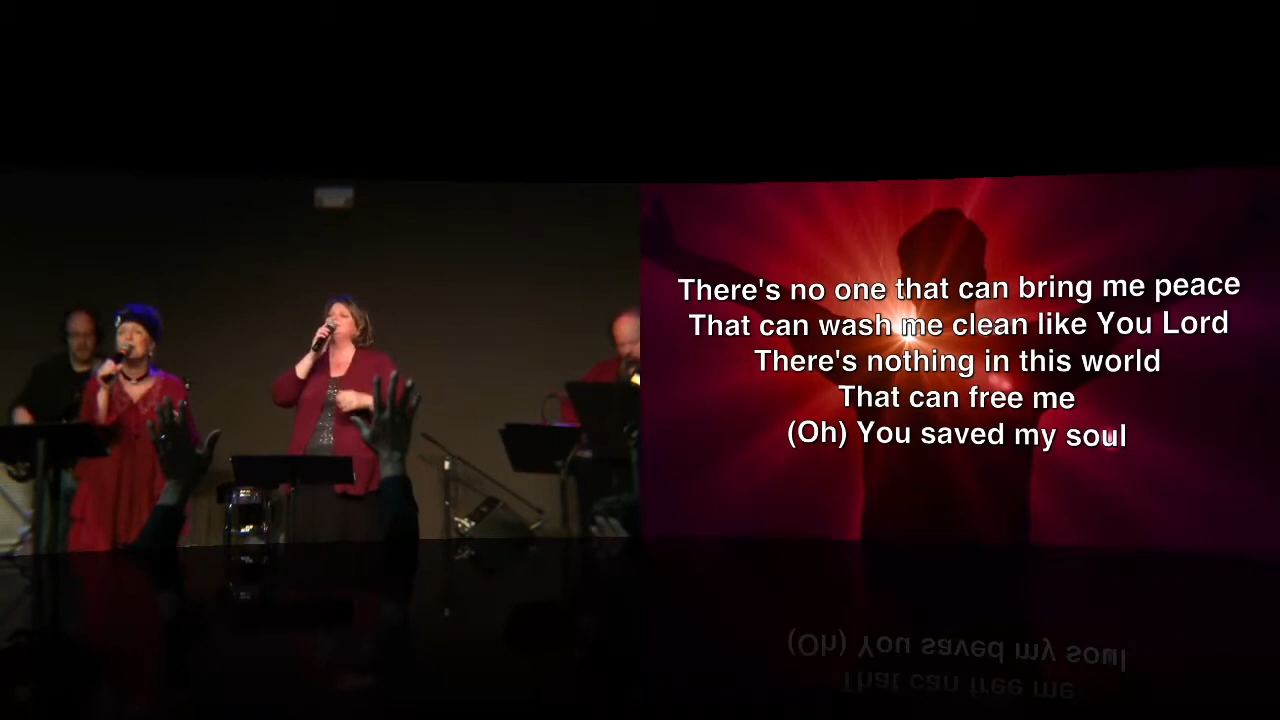 There's no one that can bring me peace
That can wash me clean like You Lord
There's nothing in this world
That can free me
(Oh) You saved my soul